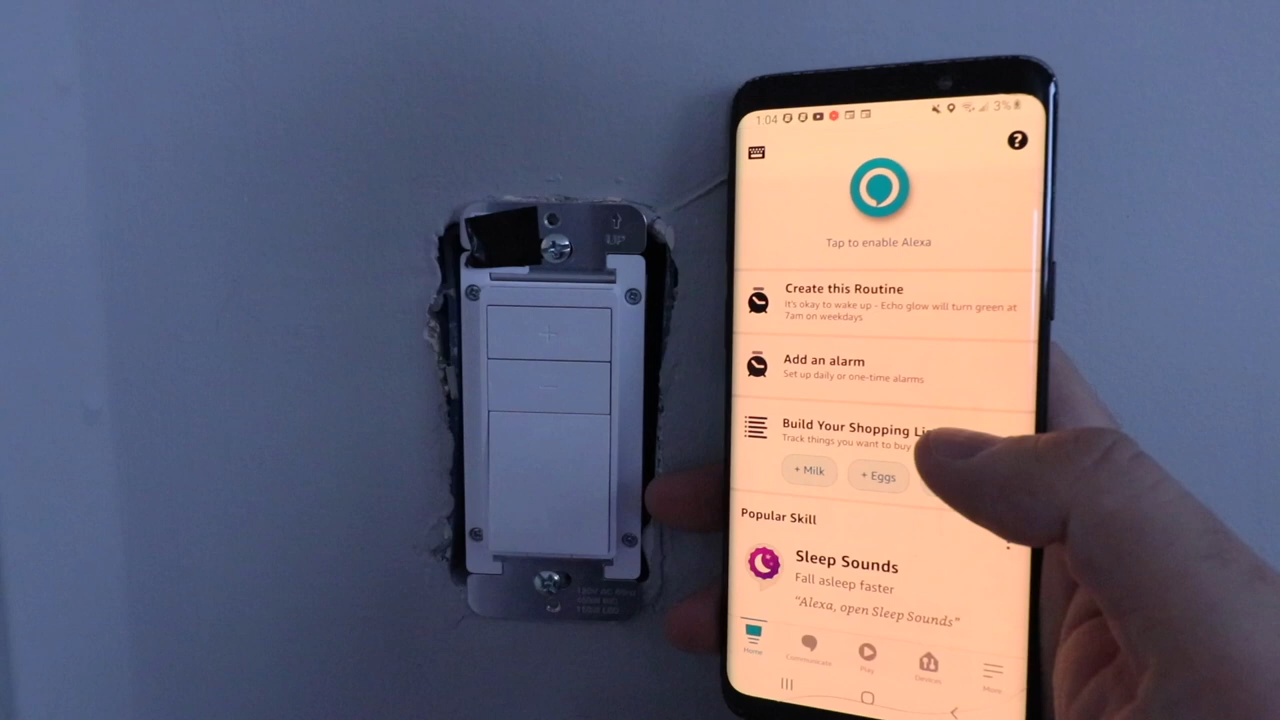 1:04
3%
?
Tap to enable Alexa
Create this Routine
It's okay to wake up - Echo glow will turn green at
7am on weekdays
Add an alarm
Set up daily or one-time alarms
Build Your Shopping
Track things you want to buy
+ Milk
+ Eggs
Popular Skill
Sleep Sounds
Fall asleep faster
"Alexa, open Sleep Sounds"
Home
Communicate
Play
Devices
More
UP
+
-